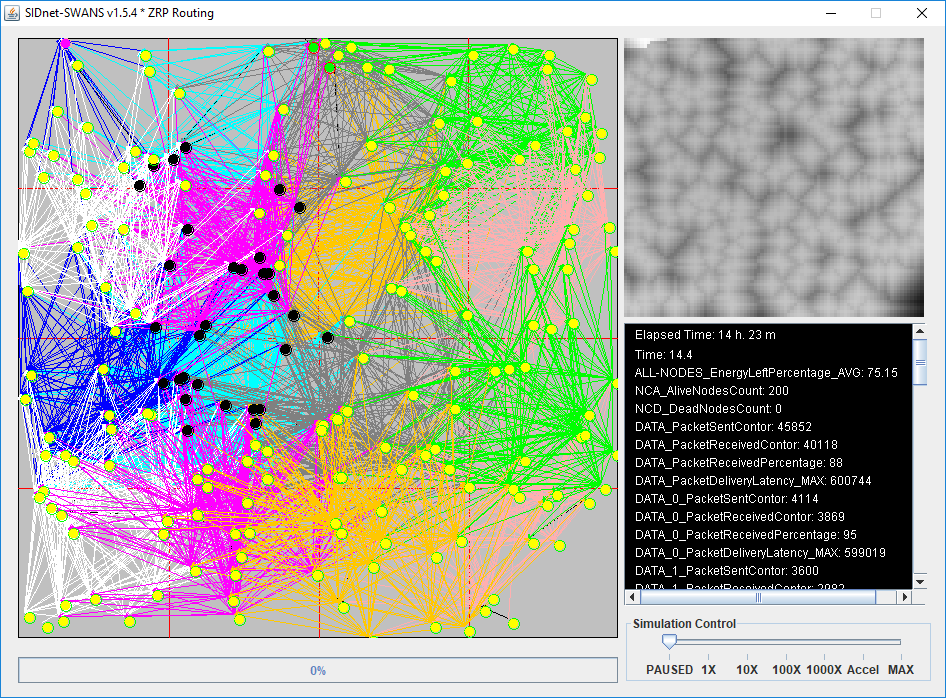 SIDnet-SWANS v1.5.4 * ZRP Routing
Elapsed Time: 14 h. 23 m
Time: 14.4
ALL-NODES_EnergyLeftPercentage_AVG: 75.15
NCA_AliveNodesCount: 200
NCD_DeadNodesCount: 0
DATA_PacketSentContor: 45852
DATA_PacketReceivedContor: 40118
DATA_PacketReceivedPercentage: 88
DATA_PacketDeliveryLatency_MAX: 600744
DATA_0_PacketSentContor: 4114
DATA_0_PacketReceivedContor: 3869
DATA_0_PacketReceivedPercentage: 95
DATA_0_PacketDeliveryLatency_MAX: 599019
DATA_1_PacketSentContor: 3600
DATA_1_PacketReceivedContor: 2982
Simulation Control
PAUSED 1X 10X 100X 1000X Accel MAX
0%